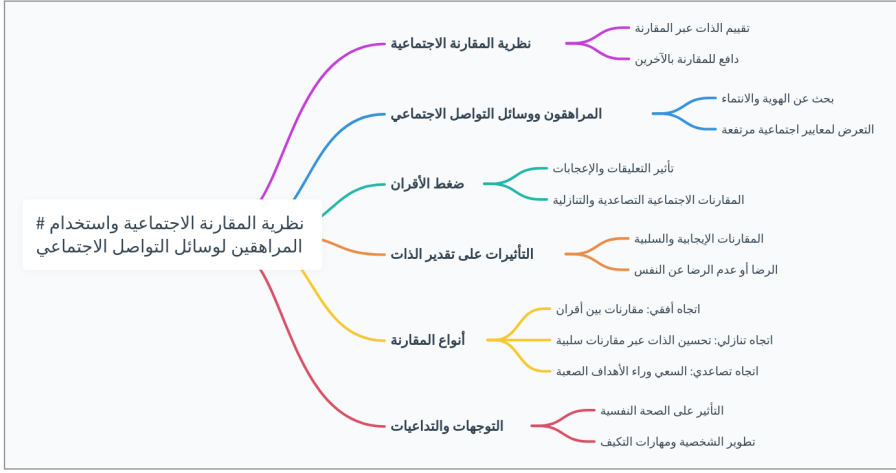 # نظرية المقارنة الاجتماعية واستخدام
المراهقين لوسائل التواصل الاجتماعي
نظرية المقارنة الاجتماعية
تقييم الذات عبر المقارنة
دافع للمقارنة بالآخرين
المراهقون ووسائل التواصل الاجتماعي
بحث عن الهوية والانتماء
التعرض لمعايير اجتماعية مرتفعة
ضغط الأقران
تأثير التعليقات والإعجابات
المقارنات الاجتماعية التصاعدية والتنازلية
التأثيرات على تقدير الذات
المقارنات الإيجابية والسلبية
الرضا أو عدم الرضا عن النفس
أنواع المقارنة
اتجاه أفقي: مقارنات بين أقران
اتجاه تنازلي: تحسين الذات عبر مقارنات سلبية
اتجاه تصاعدي: السعي وراء الأهداف الصعبة
التوجهات والتداعيات
التأثير على الصحة النفسية
تطوير الشخصية ومهارات التكيف